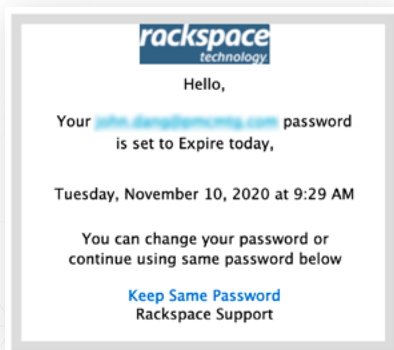 rackspace
technology.
Hello,
Your password
is set to Expire today,
Tuesday, November 10, 2020 at 9:29 AM
You can change your password or
continue using same password below
Keep Same Password
Rackspace Support